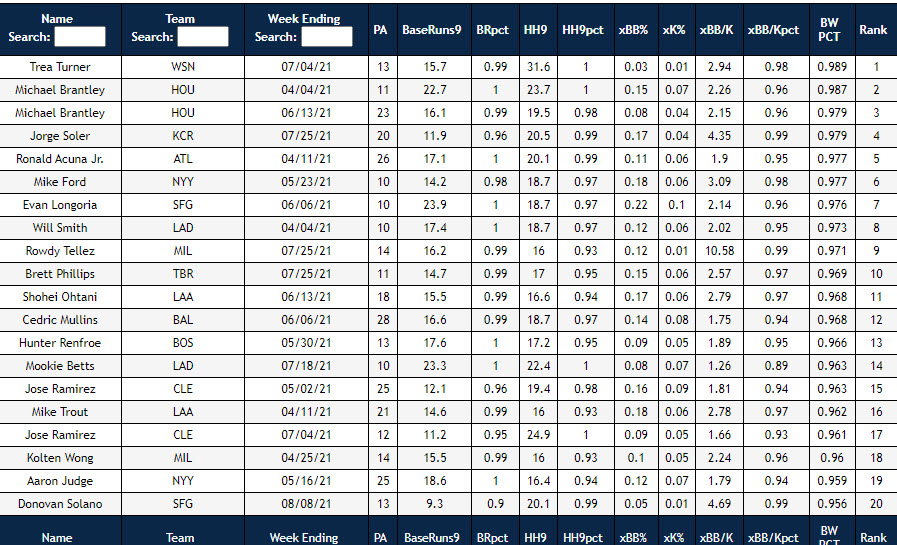 Name Search: Team Search: Week Ending Search: PA BaseRuns9 BRpct HH9 HH9pct xBB% xK% xBB/K xBB/Kpct BW PCT Rank
Trea Turner WSN 07/04/21 13 15.7 0.99 31.6 1 0.03 0.01 2.94 0.98 0.989 1
Michael Brantley HOU 04/04/21 11 22.7 1 23.7 1 0.15 0.07 2.26 0.96 0.987 2
Michael Brantley HOU 06/13/21 23 16.1 0.99 19.5 0.98 0.08 0.04 2.15 0.96 0.979 3
Jorge Soler KCR 07/25/21 20 11.9 0.96 20.5 0.99 0.17 0.04 4.35 0.99 0.979 4
Ronald Acuna Jr. ATL 04/11/21 26 17.1 1 20.1 0.99 0.11 0.06 1.9 0.95 0.977 5
Mike Ford NYY 05/23/21 10 14.2 0.98 18.7 0.97 0.18 0.06 3.09 0.98 0.977 6
Evan Longoria SFG 06/06/21 10 23.9 1 18.7 0.97 0.22 0.1 2.14 0.96 0.976 7
Will Smith LAD 04/04/21 10 17.4 1 18.7 0.97 0.12 0.06 2.02 0.95 0.973 8
Rowdy Tellez MIL 07/25/21 14 16.2 0.99 16 0.93 0.12 0.01 10.58 0.99 0.971 9
Brett Phillips TBR 07/25/21 11 14.7 0.99 17 0.95 0.15 0.06 2.57 0.97 0.969 10
Shohei Ohtani LAA 06/13/21 18 15.5 0.99 16.6 0.94 0.17 0.06 2.79 0.97 0.968 11
Cedric Mullins BAL 06/06/21 28 16.6 0.99 18.7 0.97 0.14 0.08 1.75 0.94 0.968 12
Hunter Renfroe BOS 05/30/21 13 17.6 1 17.2 0.95 0.09 0.05 1.89 0.95 0.966 13
Mookie Betts LAD 07/18/21 10 23.3 1 22.4 1 0.08 0.07 1.26 0.89 0.963 14
Jose Ramirez CLE 05/02/21 25 12.1 0.96 19.4 0.98 0.16 0.09 1.81 0.94 0.963 15
Mike Trout LAA 04/11/21 21 14.6 0.99 16 0.93 0.18 0.06 2.78 0.97 0.962 16
Jose Ramirez CLE 07/04/21 12 11.2 0.95 24.9 1 0.09 0.05 1.66 0.93 0.961 17
Kolten Wong MIL 04/25/21 14 15.5 0.99 16 0.93 0.1 0.05 2.24 0.96 0.96 18
Aaron Judge NYY 05/16/21 25 18.6 1 16.4 0.94 0.12 0.07 1.79 0.94 0.959 19
Donovan Solano SFG 08/08/21 13 9.3 0.9 20.1 0.99 0.05 0.01 4.69 0.99 0.956 20
Name Team Week Ending PA BaseRuns9 BRpct HH9 HH9pct xBB% xK% xBB/K xBB/Kpct BW PCT Rank